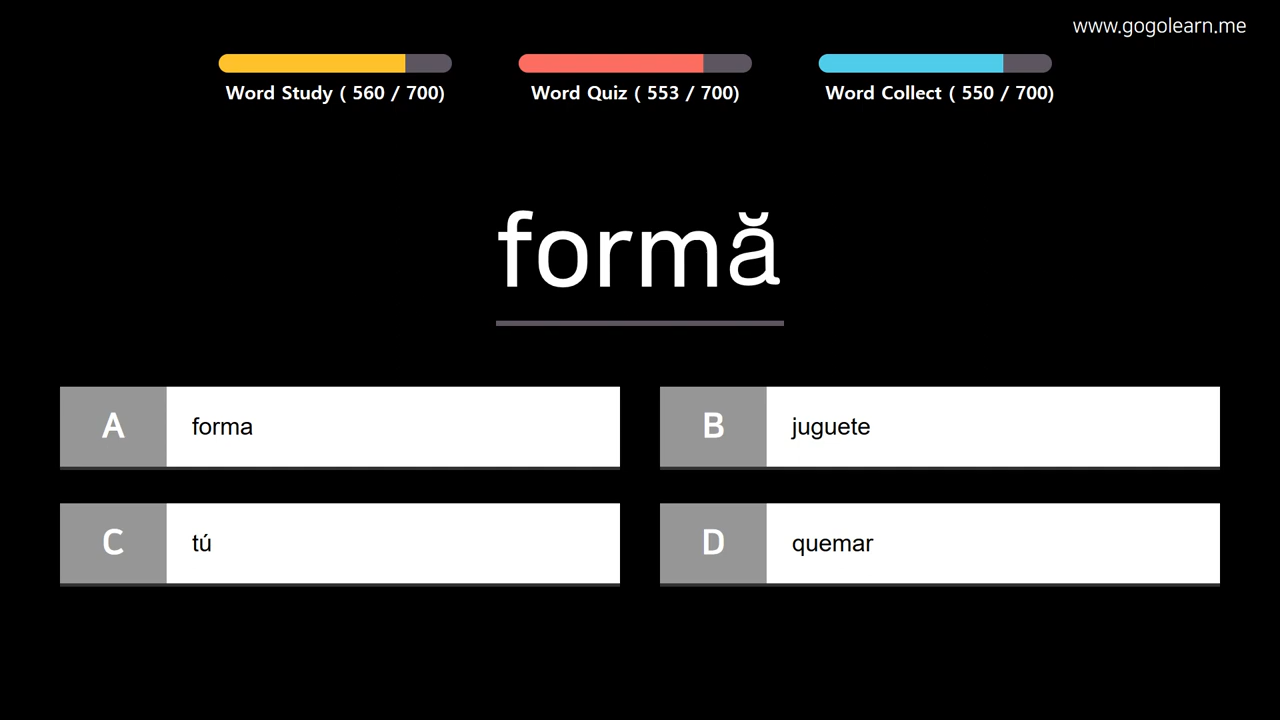 www.gogolearn.me
Word Study ( 560 / 700)
Word Quiz ( 553 / 700)
Word Collect ( 550 / 700)
formă
A forma
B juguete
C tú
D quemar